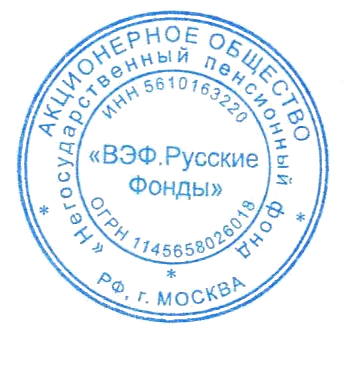 АКЦИОНЕРНОЕ ОБЩЕСТВО
«Негосударственный пенсионный фонд
ИНН 5610163220
«ВЭФ.Русские
Фонды»
ОГРН 1145658026018
* * *
РФ, г. МОСКВА